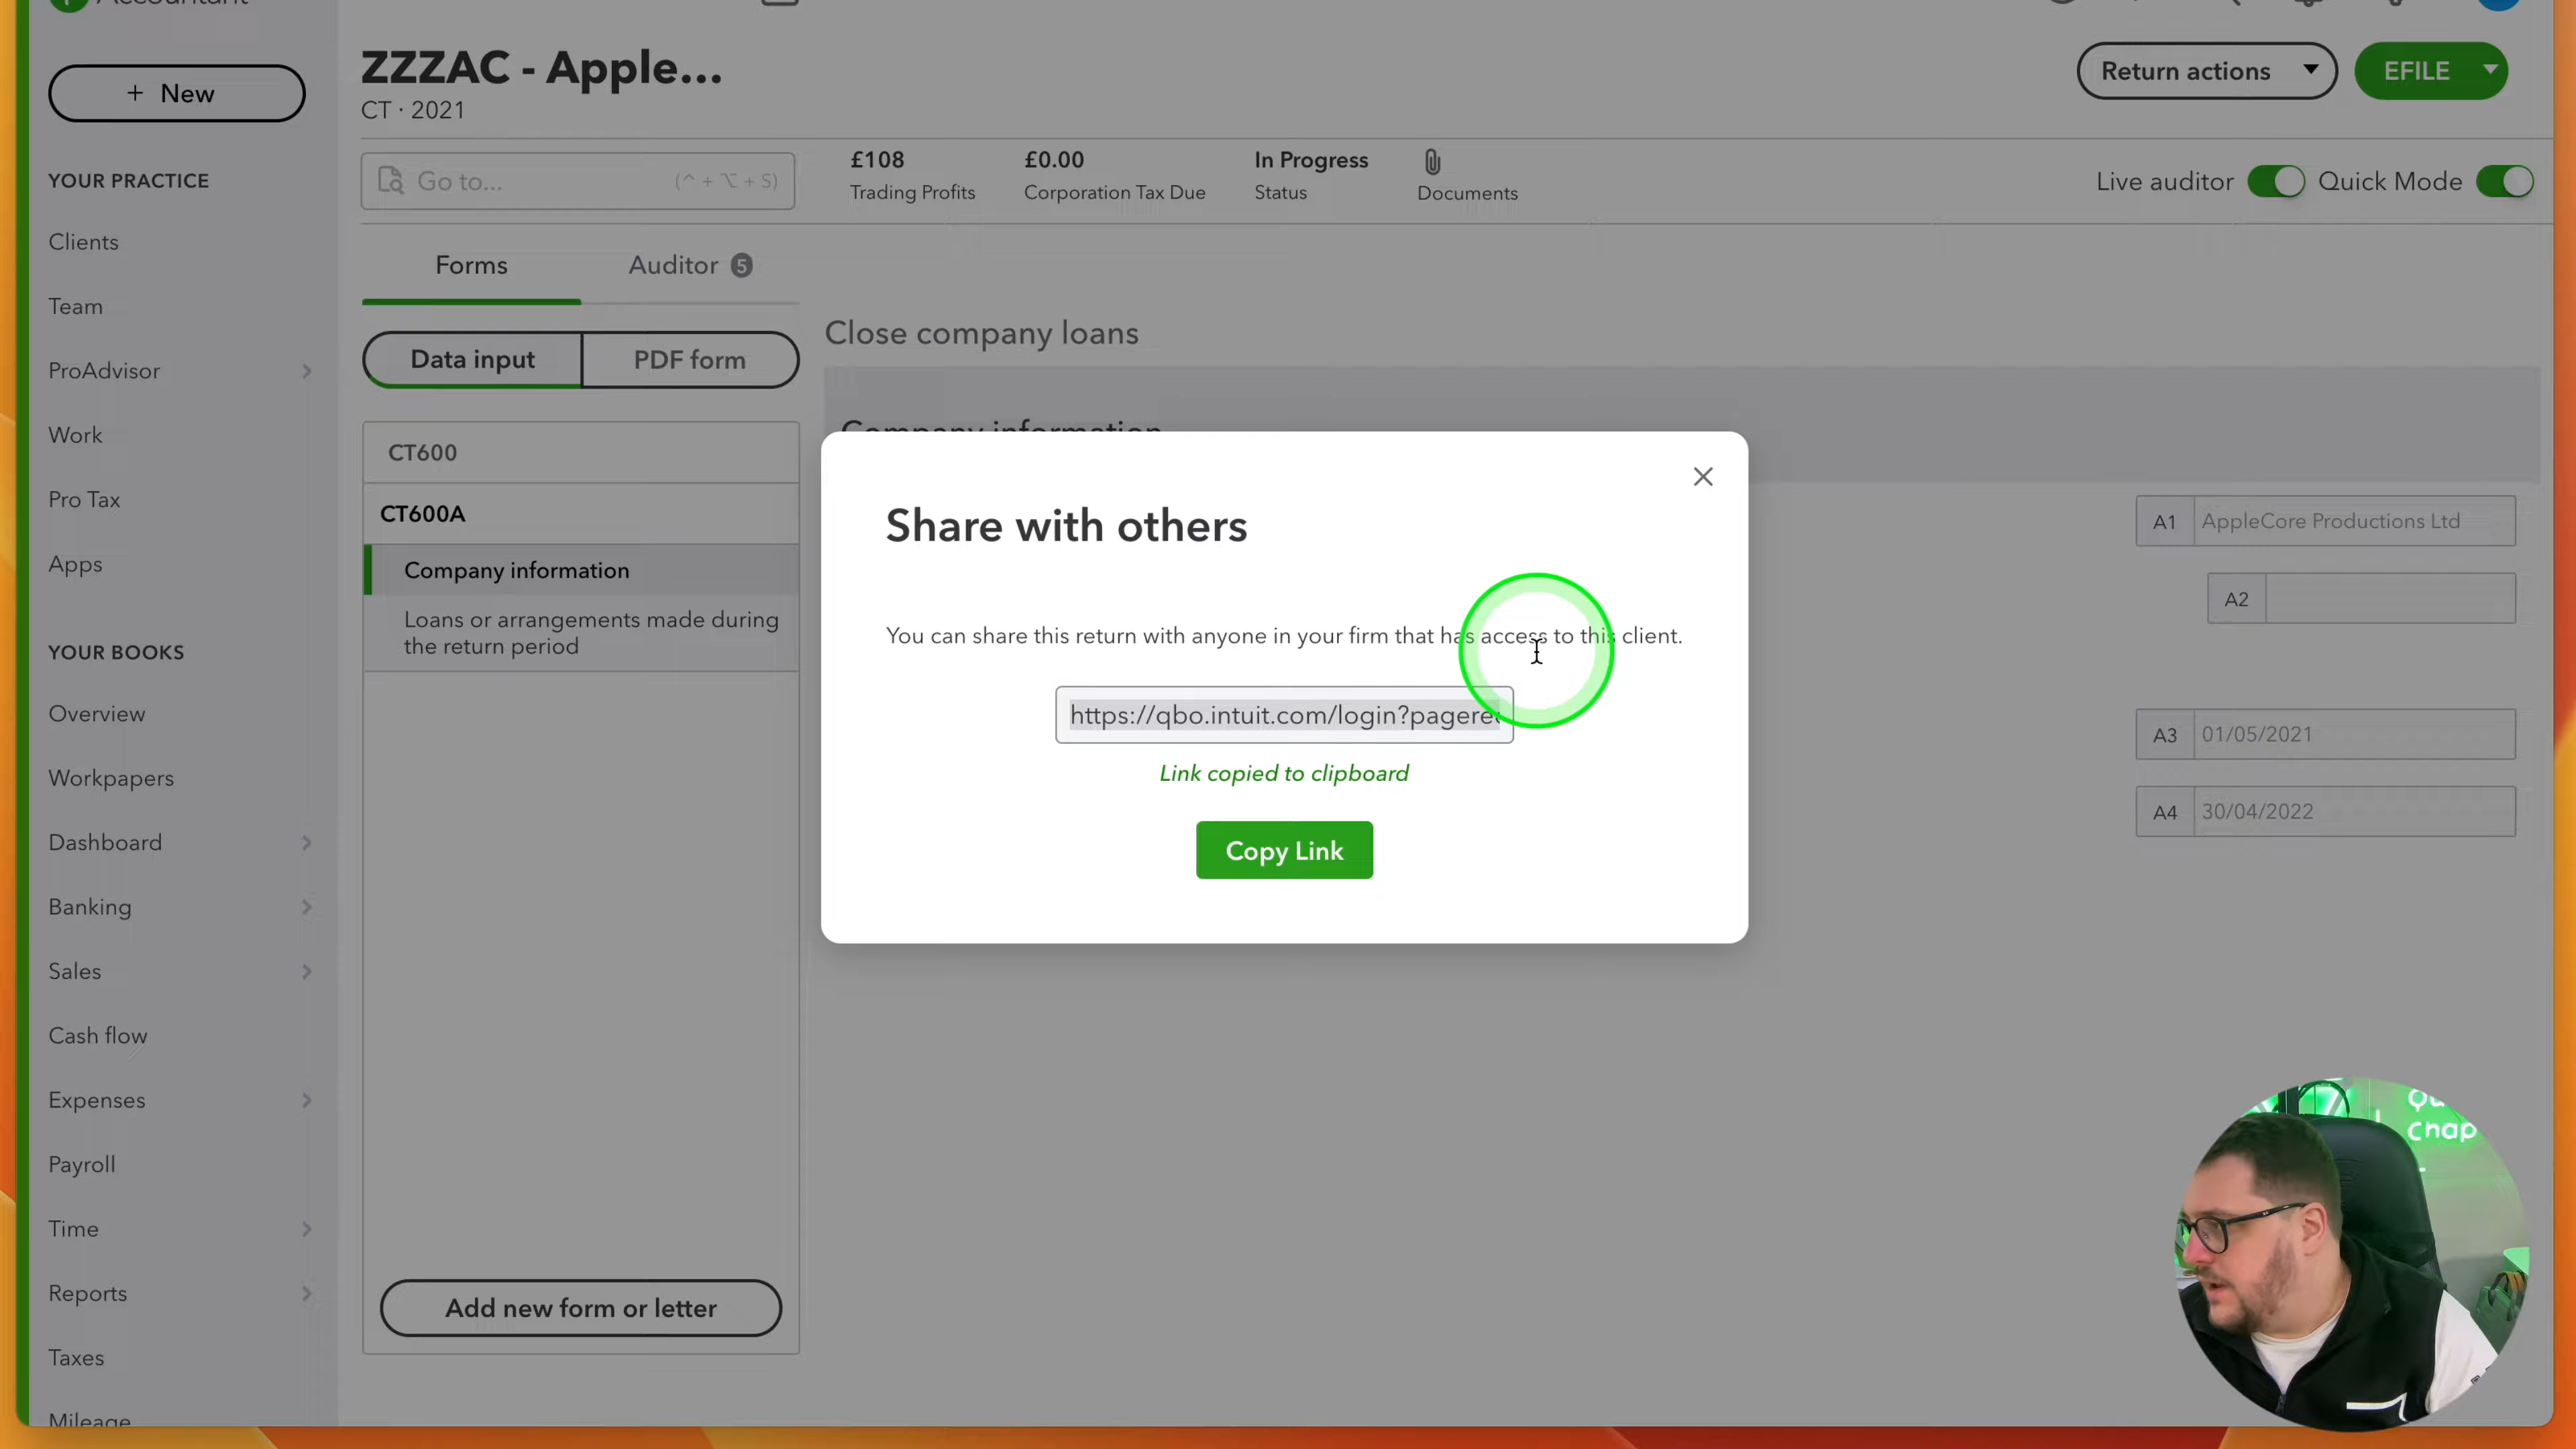 Accountant
+ New
YOUR PRACTICE
Clients
Team
ProAdvisor
Work
Pro Tax
Apps
YOUR BOOKS
Overview
Workpapers
Dashboard
Banking
Sales
Cash flow
Expenses
Payroll
Time
Reports
Taxes
Mileage
ZZZAC - Apple...
CT · 2021
Return actions
EFILE
Go to...
(^ + ⌥ + S)
£108
Trading Profits
£0.00
Corporation Tax Due
In Progress
Status
Documents
Live auditor
Quick Mode
Forms
Auditor 5
Data input
PDF form
CT600
CT600A
Company information
Loans or arrangements made during
the return period
Add new form or letter
Close company loans
Company information
A1 AppleCore Productions Ltd
A2
A3 01/05/2021
A4 30/04/2022
Share with others
You can share this return with anyone in your firm that has access to this client.
https://qbo.intuit.com/login?pagere
Link copied to clipboard
Copy Link
Chap